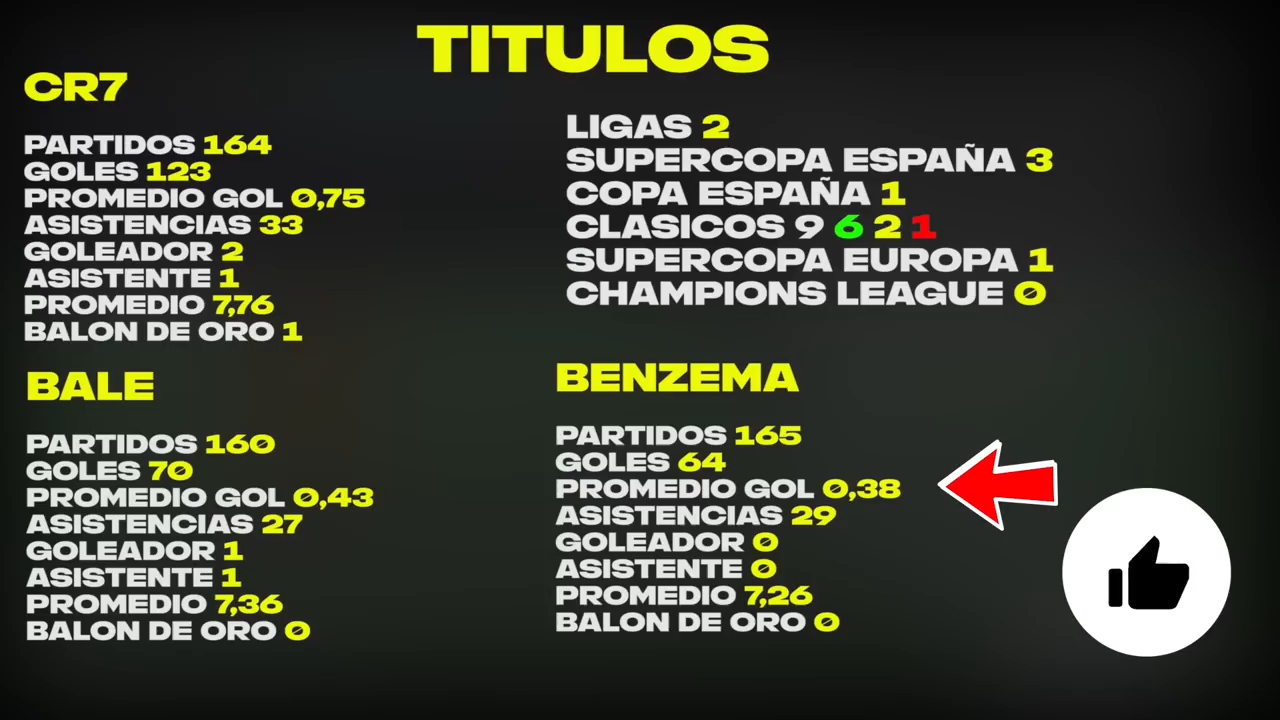 TITULOS
CR7
PARTIDOS 164
GOLES 123
PROMEDIO GOL 0,75
ASISTENCIAS 33
GOLEADOR 2
ASISTENTE 1
PROMEDIO 7,76
BALON DE ORO 1
LIGAS 2
SUPERCOPA ESPAÑA 3
COPA ESPAÑA 1
CLASICOS 9 6 2 1
SUPERCOPA EUROPA 1
CHAMPIONS LEAGUE 0
BALE
PARTIDOS 160
GOLES 70
PROMEDIO GOL 0,43
ASISTENCIAS 27
GOLEADOR 1
ASISTENTE 1
PROMEDIO 7,36
BALON DE ORO 0
BENZEMA
PARTIDOS 165
GOLES 64
PROMEDIO GOL 0,38
ASISTENCIAS 29
GOLEADOR 0
ASISTENTE 0
PROMEDIO 7,26
BALON DE ORO 0